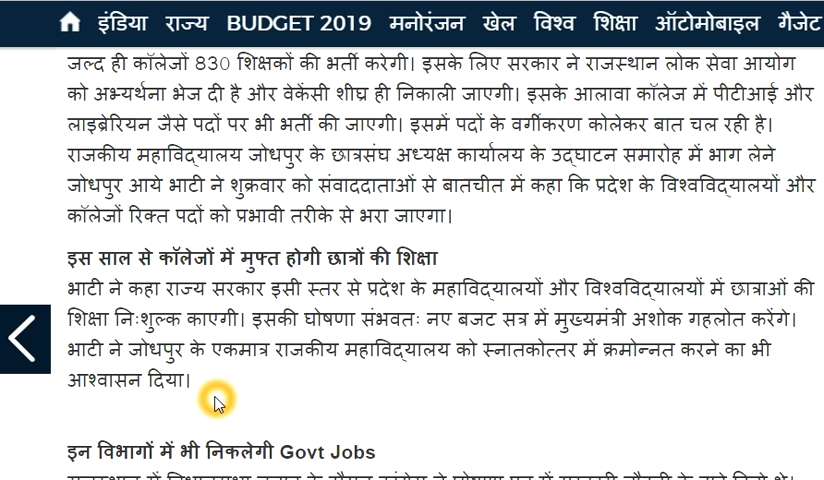 इंडिया राज्य BUDGET 2019 मनोरंजन खेल विश्व शिक्षा ऑटोमोबाइल गैजेट
जल्द ही कॉलेजों 830 शिक्षकों की भर्ती करेगी। इसके लिए सरकार ने राजस्थान लोक सेवा आयोग
को अभ्यर्थना भेज दी है और वेकेंसी शीघ्र ही निकाली जाएगी। इसके आलावा कॉलेज में पीटीआई और
लाइब्रेरियन जैसे पदों पर भी भर्ती की जाएगी। इसमें पदों के वर्गीकरण कोलेकर बात चल रही है।
राजकीय महाविद्यालय जोधपुर के छात्रसंघ अध्यक्ष कार्यालय के उद्घाटन समारोह में भाग लेने
जोधपुर आये भाटी ने शुक्रवार को संवाददाताओं से बातचीत में कहा कि प्रदेश के विश्वविद्यालयों और
कॉलेजों रिक्त पदों को प्रभावी तरीके से भरा जाएगा।
इस साल से कॉलेजों में मुफ्त होगी छात्रों की शिक्षा
भाटी ने कहा राज्य सरकार इसी स्तर से प्रदेश के महाविद्यालयों और विश्वविद्यालयों में छात्राओं की
शिक्षा निःशुल्क काएगी। इसकी घोषणा संभवतः नए बजट सत्र में मुख्यमंत्री अशोक गहलोत करेंगे।
भाटी ने जोधपुर के एकमात्र राजकीय महाविद्यालय को स्नातकोत्तर में क्रमोन्नत करने का भी
आश्वासन दिया।
इन विभागों में भी निकलेगी Govt Jobs